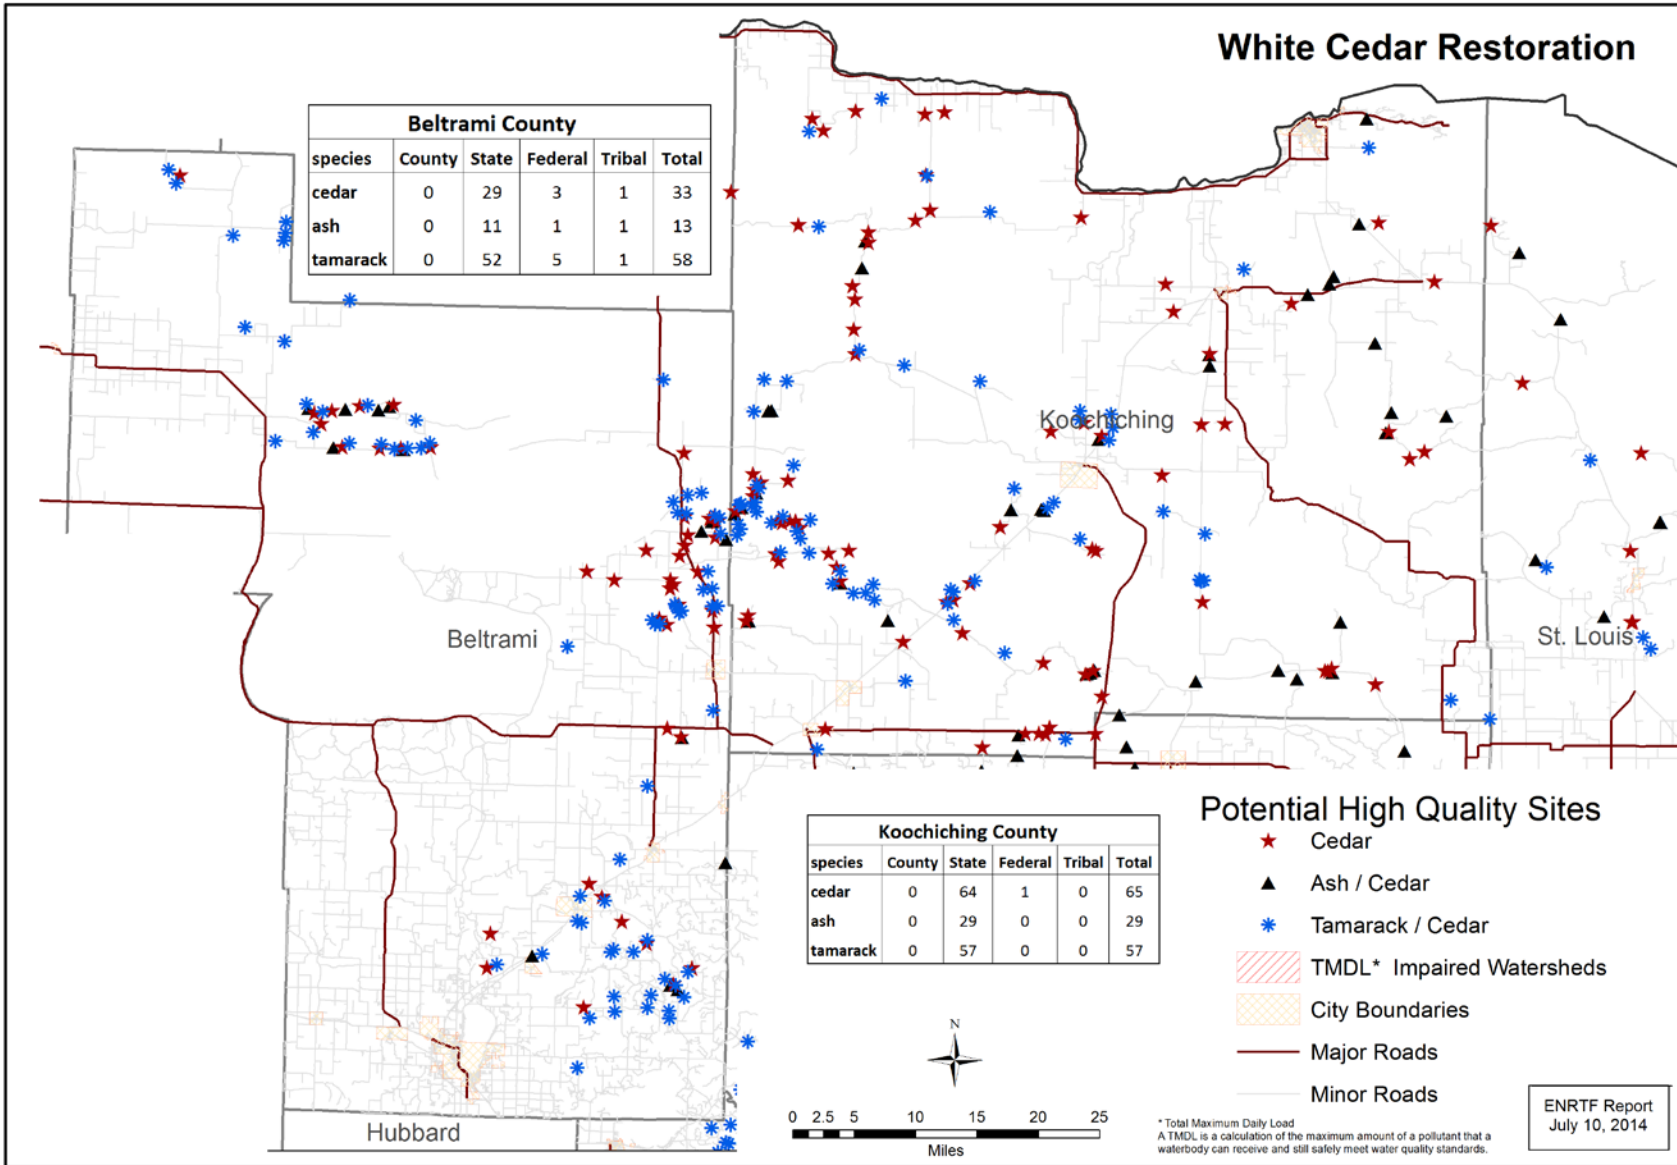 White Cedar Restoration
Beltrami County
species County State Federal Tribal Total
cedar 0 29 3 1 33
ash 0 11 1 1 13
tamarack 0 52 5 1 58
Koochiching
Beltrami
St. Louis
Hubbard
Koochiching County
species County State Federal Tribal Total
cedar 0 64 1 0 65
ash 0 29 0 0 29
tamarack 0 57 0 0 57
Potential High Quality Sites
Cedar
Ash / Cedar
Tamarack / Cedar
TMDL* Impaired Watersheds
City Boundaries
Major Roads
Minor Roads
N
0 2.5 5 10 15 20 25
Miles
* Total Maximum Daily Load
A TMDL is a calculation of the maximum amount of a pollutant that a
waterbody can receive and still safely meet water quality standards.
ENRTF Report
July 10, 2014